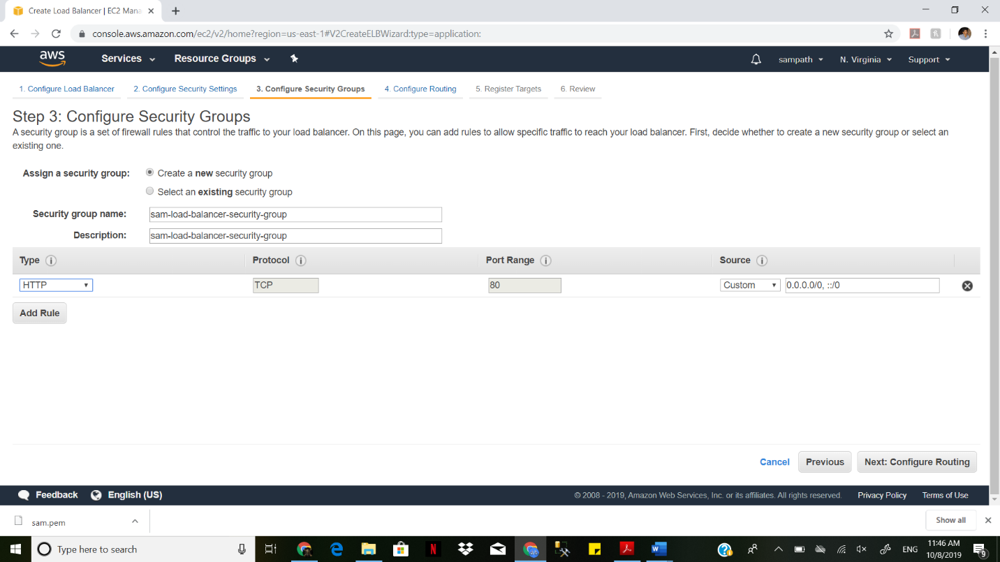 Create Load Balancer | EC2 Mana
console.aws.amazon.com/ec2/v2/home?region=us-east-1#V2CreateELBWizard:type=application:
aws Services Resource Groups sampath N. Virginia Support
1. Configure Load Balancer 2. Configure Security Settings 3. Configure Security Groups 4. Configure Routing 5. Register Targets 6. Review
Step 3: Configure Security Groups
A security group is a set of firewall rules that control the traffic to your load balancer. On this page, you can add rules to allow specific traffic to reach your load balancer. First, decide whether to create a new security group or select an
existing one.
Assign a security group: Create a new security group
Select an existing security group
Security group name: sam-load-balancer-security-group
Description: sam-load-balancer-security-group
Type i Protocol i Port Range i Source i
HTTP TCP 80 Custom 0.0.0.0/0, ::/0
Add Rule
Cancel Previous Next: Configure Routing
Feedback English (US) © 2008 - 2019, Amazon Web Services, Inc. or its affiliates. All rights reserved. Privacy Policy Terms of Use
sam.pem Show all
Type here to search ENG 11:46 AM
10/8/2019 9